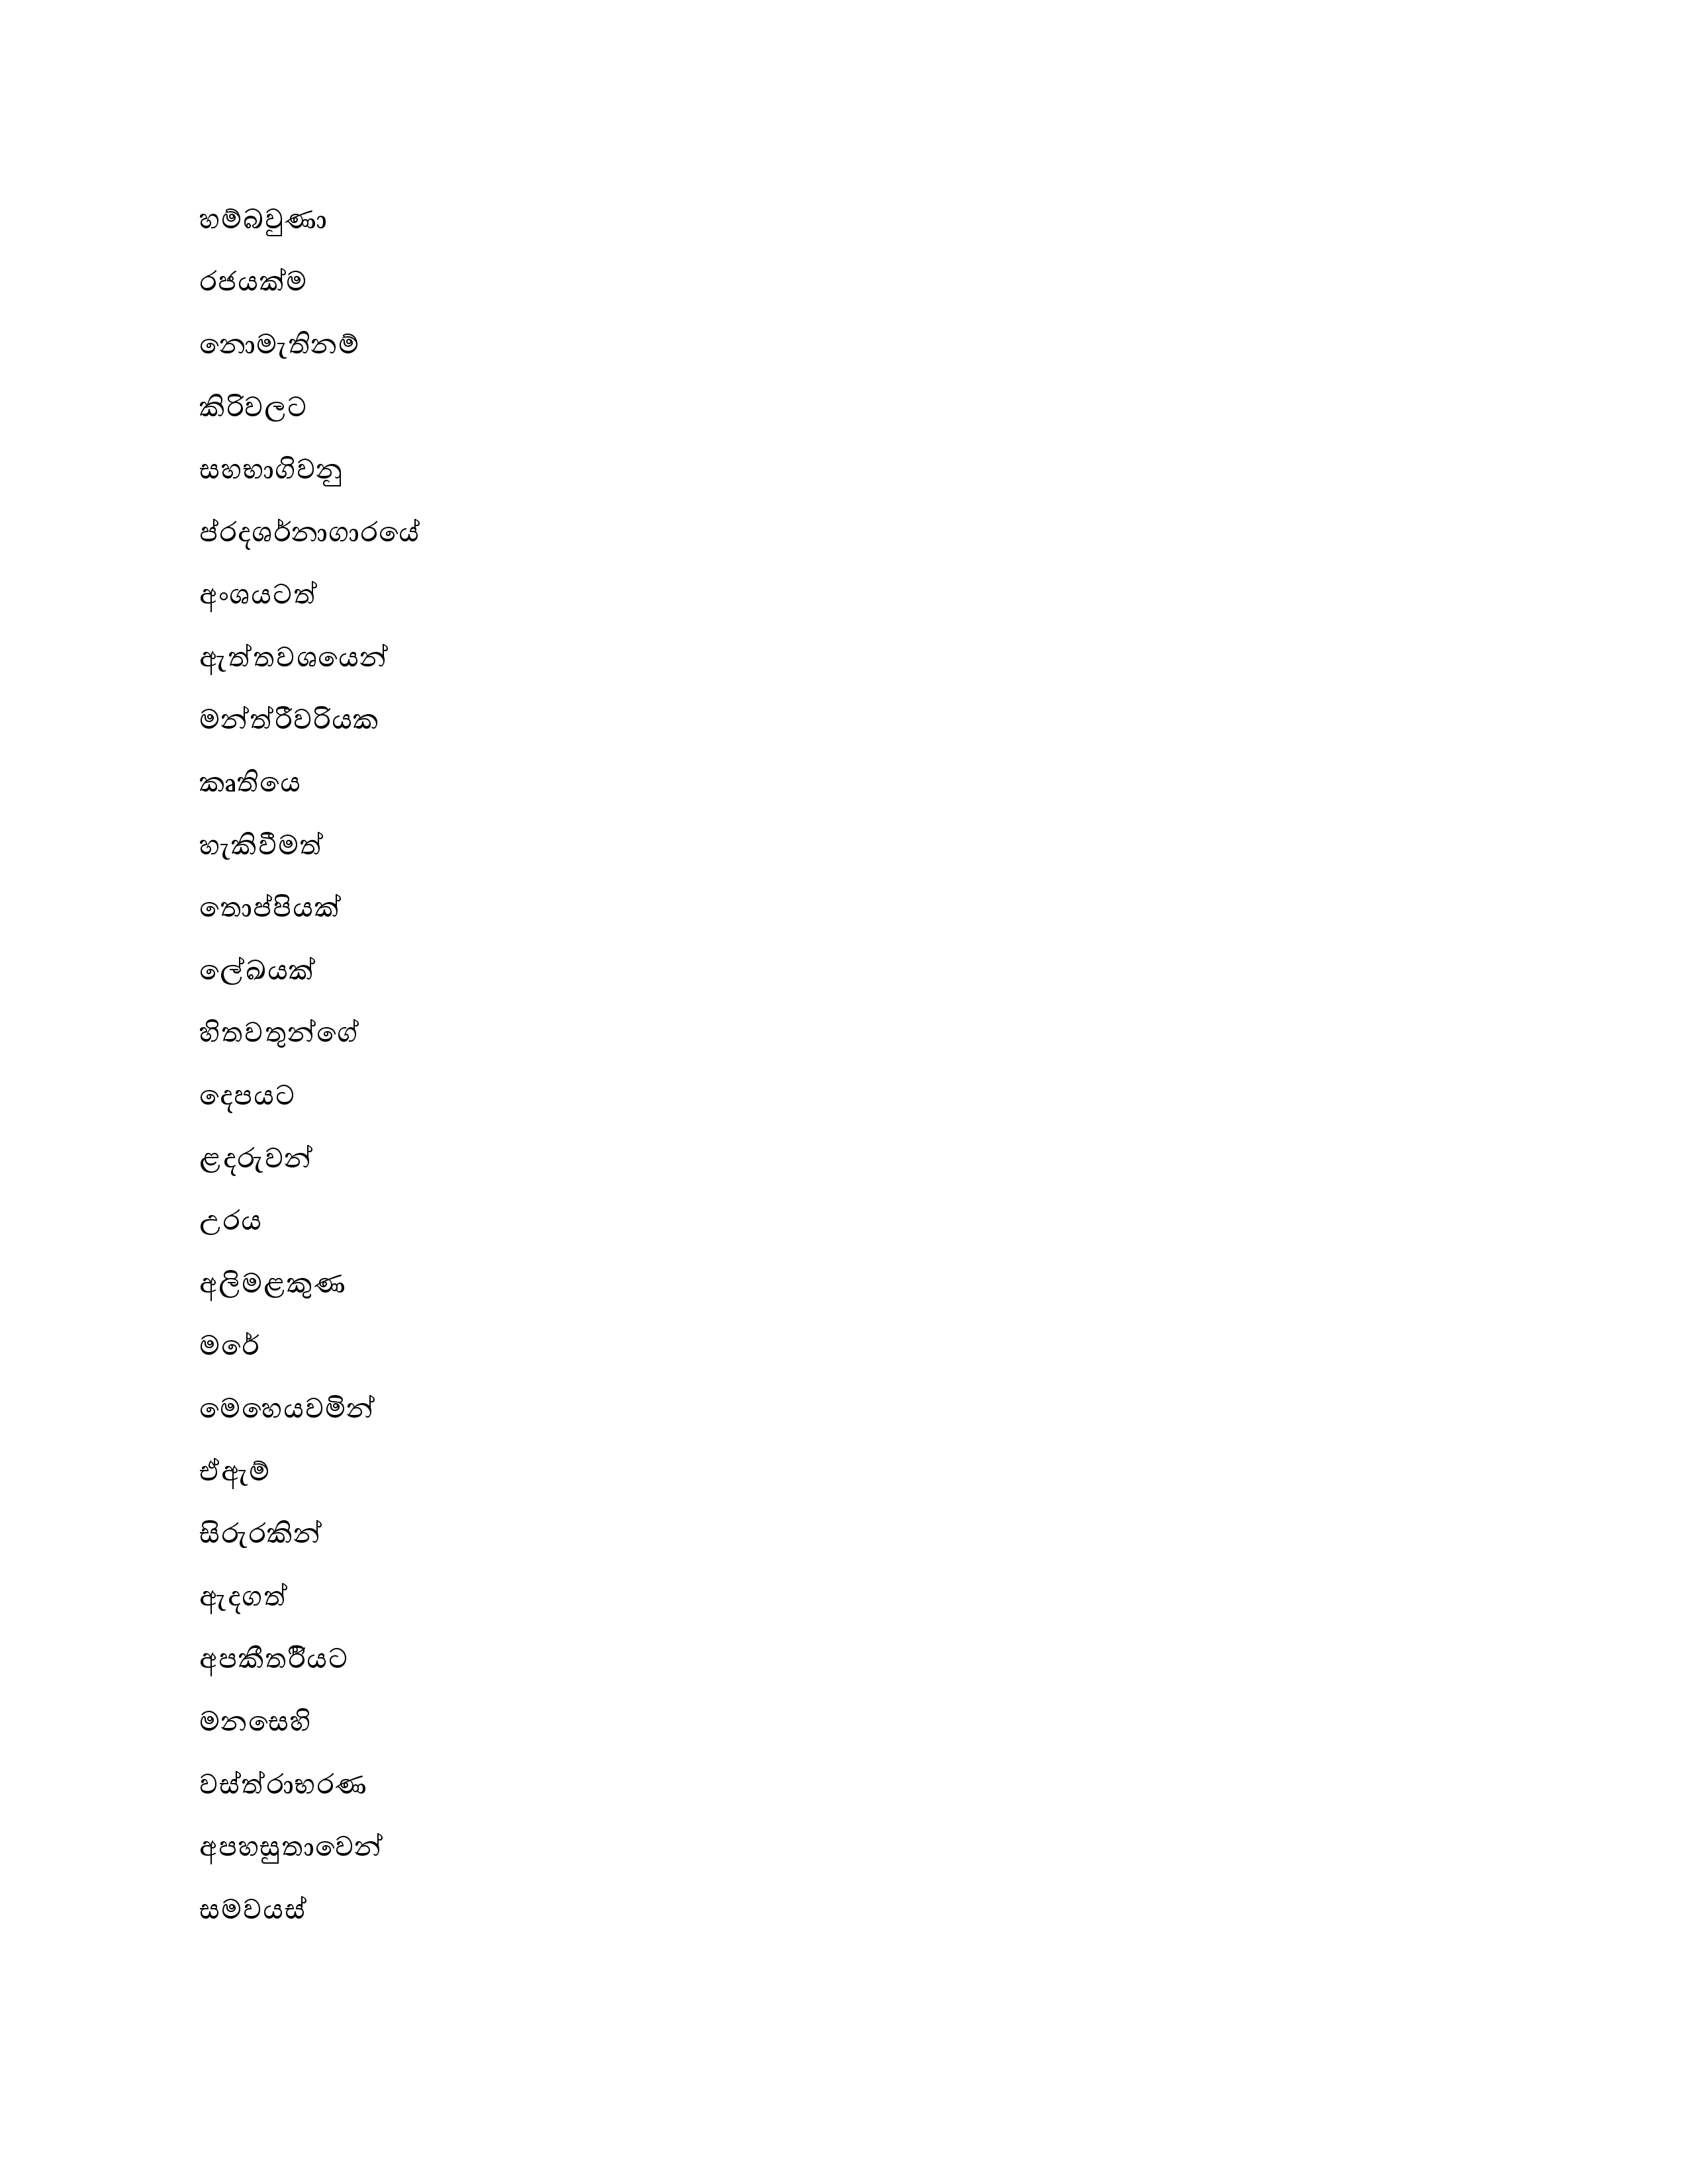 හම්බවුණා
රජයක්ම
නොමැතිනම්
කිරිවලට
සහභාගිවනු
ප්රදශර්නාගාරයේ
අංශයටත්
ඇත්තවශයෙන්
මන්ත්රීවරියක
කෘතියෙ
හැකිවීමත්
තොප්පියක්
ලේඛයක්
හිතවතුන්ගේ
දෙපයට
ළදරුවන්
උරය
අලිමළකුණ
මරේ
මෙහෙයවමින්
ඒඇම්
සිරුරකින්
ඇදගත්
අපකීතර්ීයට
මනසෙහි
වස්ත්රාභරණ
අපහසුතාවෙන්
සමවයස්